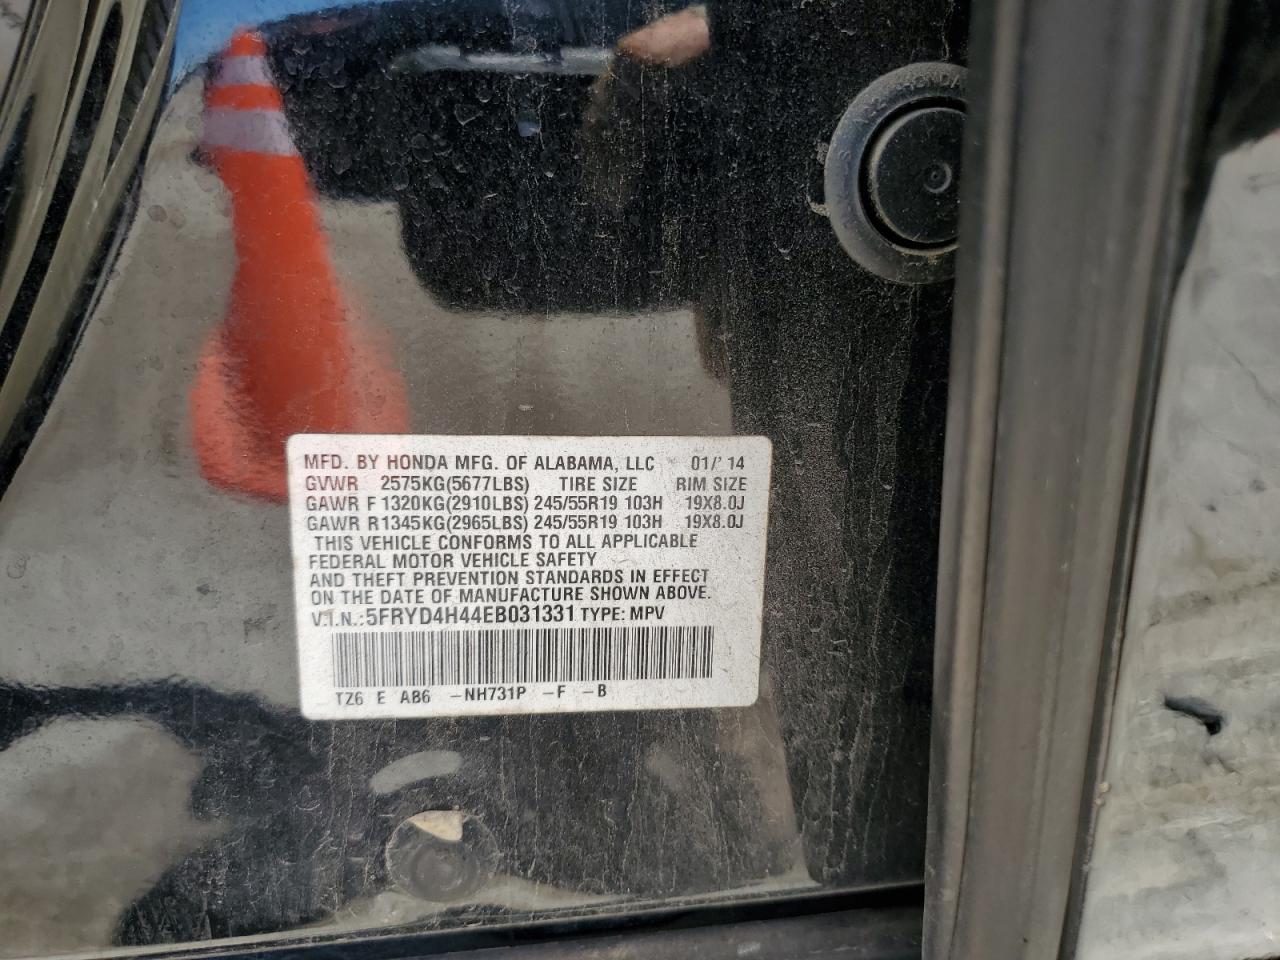 HONDA
MFD. BY HONDA MFG. OF ALABAMA, LLC 01/'14
GVWR 2575KG(5677LBS) TIRE SIZE RIM SIZE
GAWR F 1320KG(2910LBS) 245/55R19 103H 19X8.0J
GAWR R1345KG(2965LBS) 245/55R19 103H 19X8.0J
THIS VEHICLE CONFORMS TO ALL APPLICABLE
FEDERAL MOTOR VEHICLE SAFETY
AND THEFT PREVENTION STANDARDS IN EFFECT
ON THE DATE OF MANUFACTURE SHOWN ABOVE.
V.I.N.:5FRYD4H44EB031331 TYPE: MPV
TZ6 E AB6 -NH731P -F -B